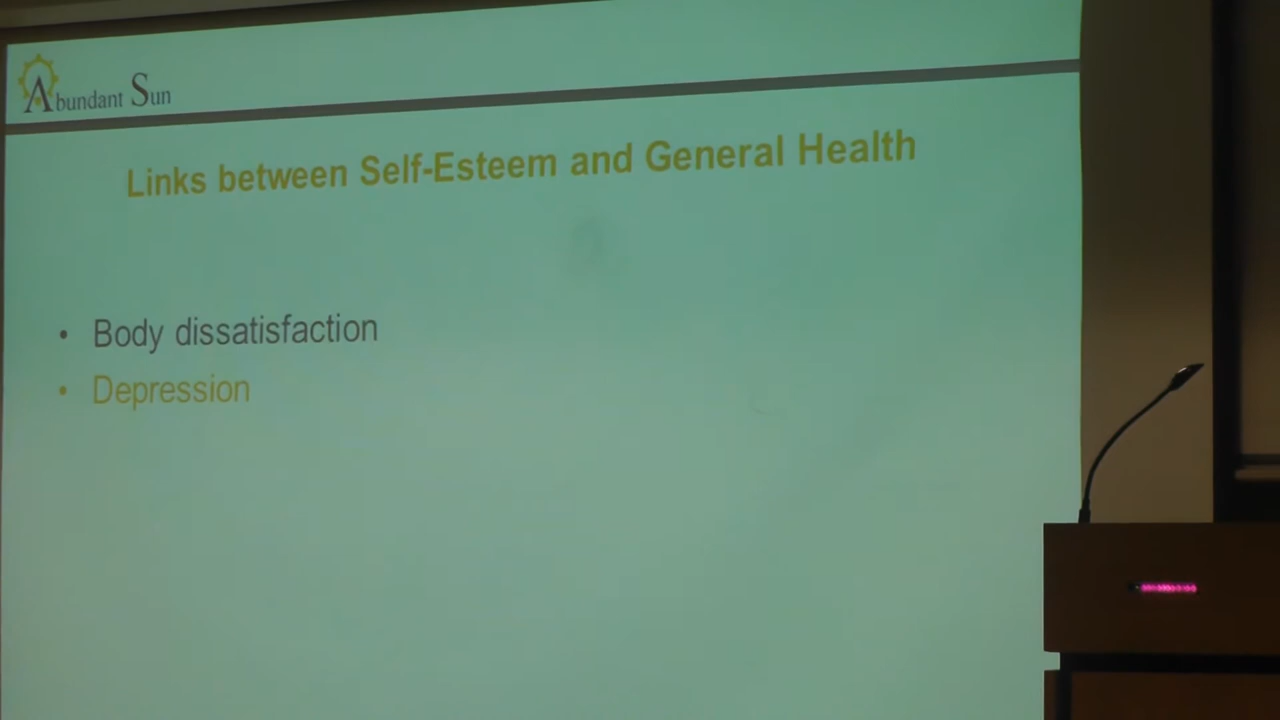 Abundant Sun
Links between Self-Esteem and General Health
• Body dissatisfaction
• Depression